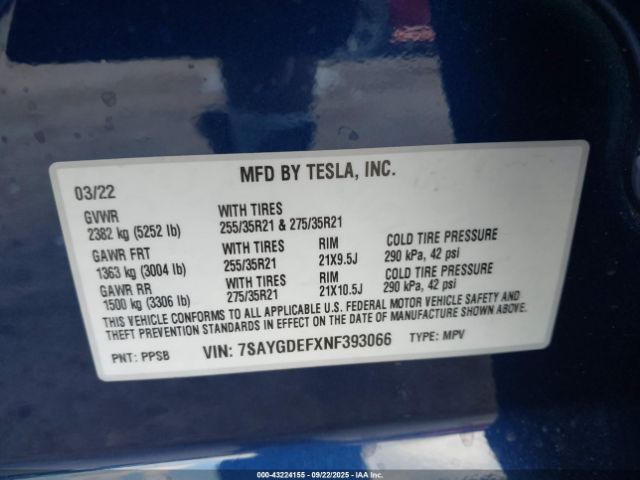 MFD BY TESLA, INC.
03/22
GVWR
2382 kg (5252 lb)
WITH TIRES
255/35R21 & 275/35R21
GAWR FRT
1363 kg (3004 lb)
WITH TIRES
255/35R21
RIM
21X9.5J
COLD TIRE PRESSURE
290 kPa, 42 psi
GAWR RR
1500 kg (3306 lb)
WITH TIRES
275/35R21
RIM
21X10.5J
COLD TIRE PRESSURE
290 kPa, 42 psi
THIS VEHICLE CONFORMS TO ALL APPLICABLE U.S. FEDERAL MOTOR VEHICLE SAFETY AND
THEFT PREVENTION STANDARDS IN EFFECT ON THE DATE OF MANUFACTURE SHOWN ABOVE.
PNT: PPSB
VIN: 7SAYGDEFXNF393066
TYPE: MPV
000-43224155 - 09/22/2025 - IAAI.COM